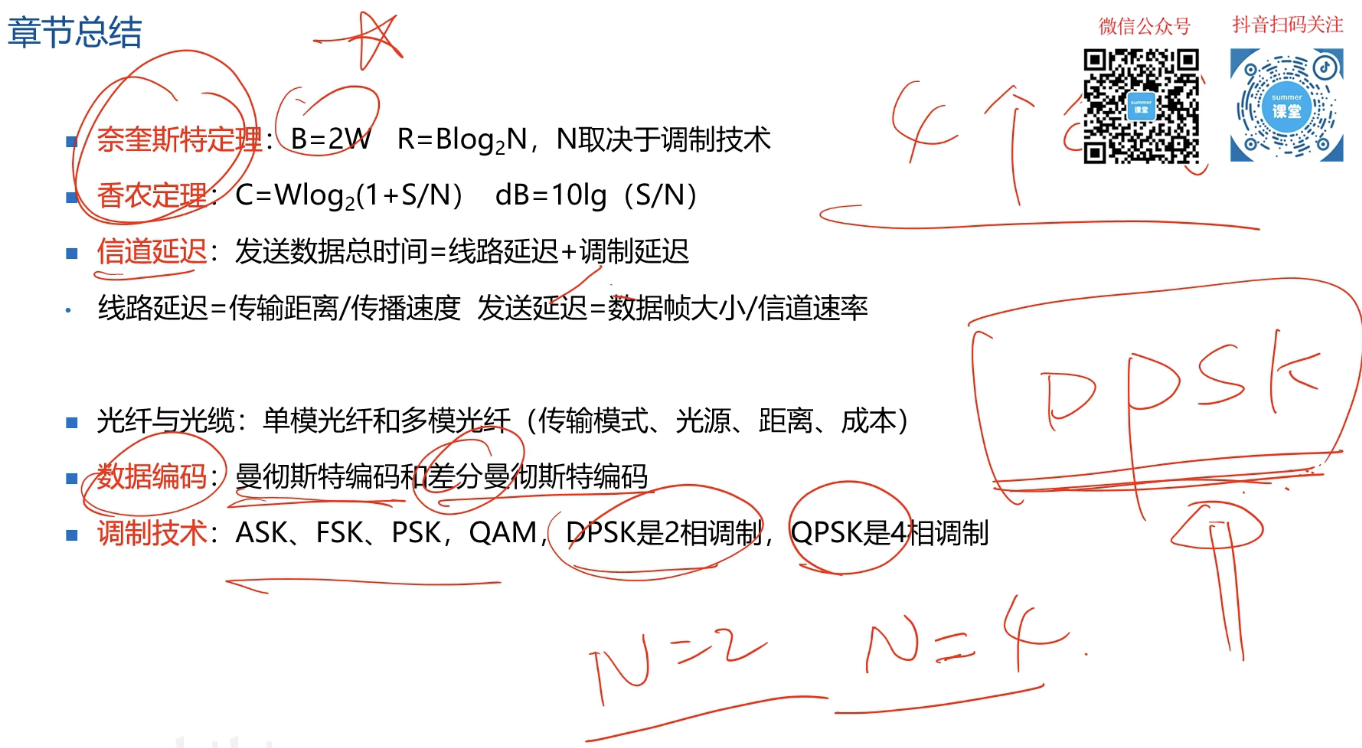 章节总结
微信公众号
抖音扫码关注
summer
课堂
summer
课堂
4个
■ 奈奎斯特定理：B=2W R=Blog₂N，N取决于调制技术
■ 香农定理：C=Wlog₂(1+S/N） dB=10lg（S/N）
■ 信道延迟：发送数据总时间=线路延迟+调制延迟
• 线路延迟=传输距离/传播速度 发送延迟=数据帧大小/信道速率
DPSK
■ 光纤与光缆：单模光纤和多模光纤（传输模式、光源、距离、成本）
■ 数据编码：曼彻斯特编码和差分曼彻斯特编码
■ 调制技术：ASK、FSK、PSK，QAM，DPSK是2相调制，QPSK是4相调制
N=2 N=4